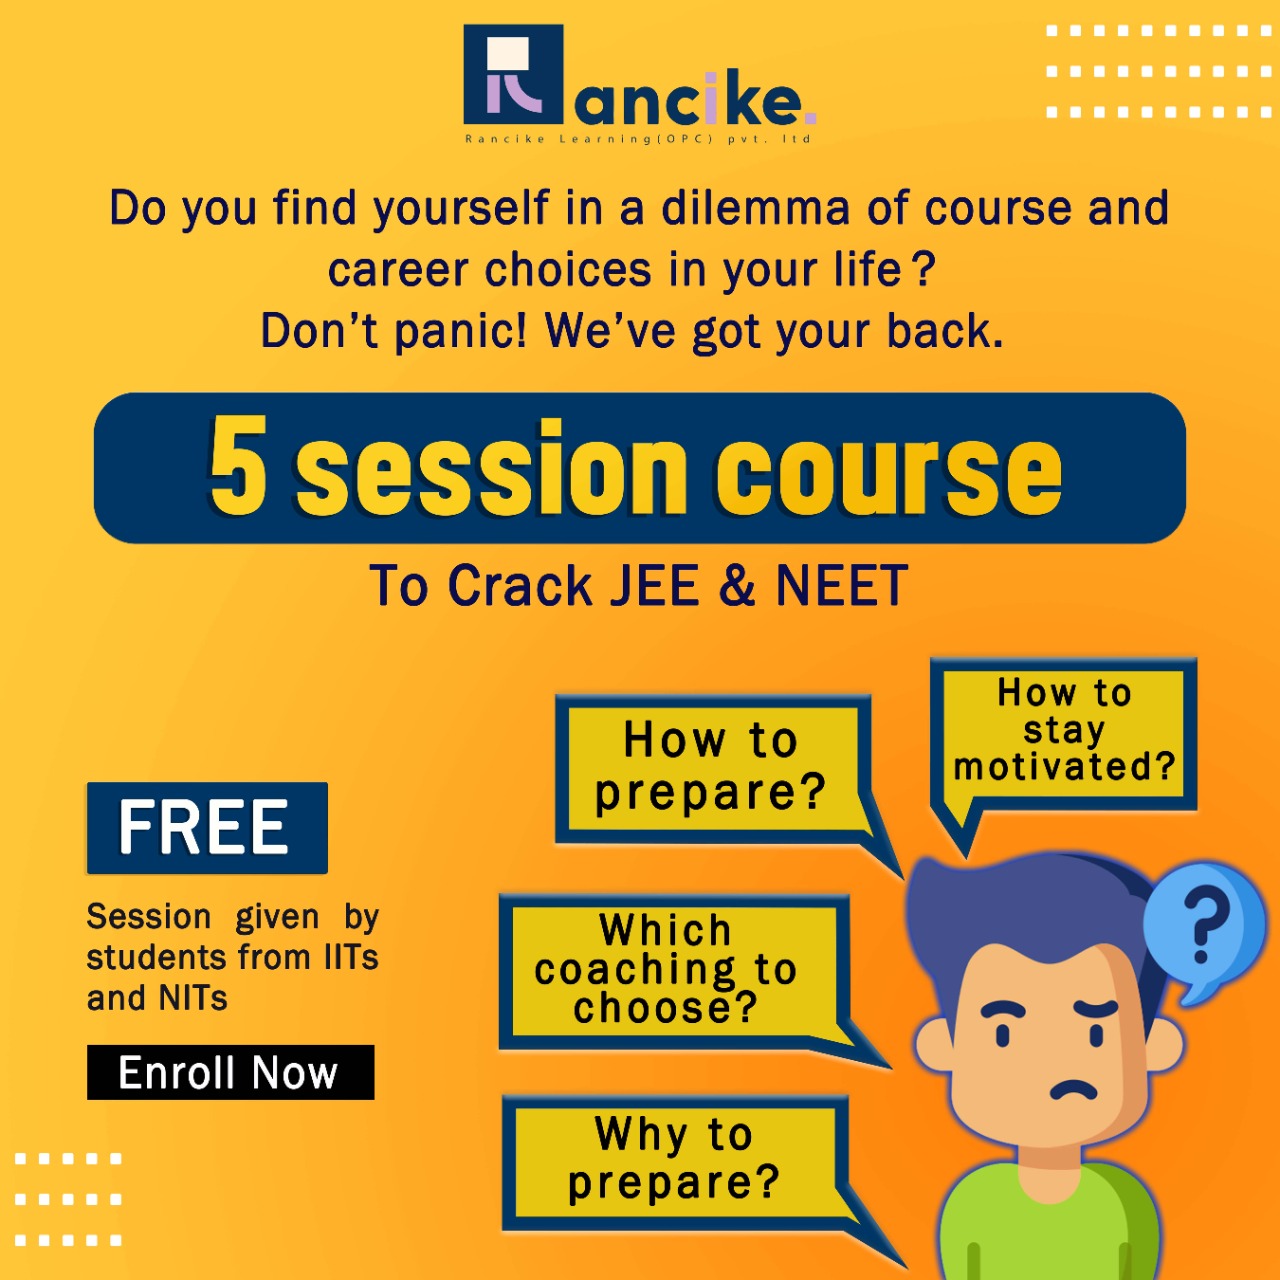 Rancike.
Rancike Learning(OPC) pvt. ltd
Do you find yourself in a dilemma of course and
career choices in your life ?
Don't panic! We've got your back.
5 session course
To Crack JEE & NEET
How to
stay
motivated?
How to
prepare?
FREE
Session given by
students from IITs
and NITs
Enroll Now
Which
coaching to
choose?
Why to
prepare?
?